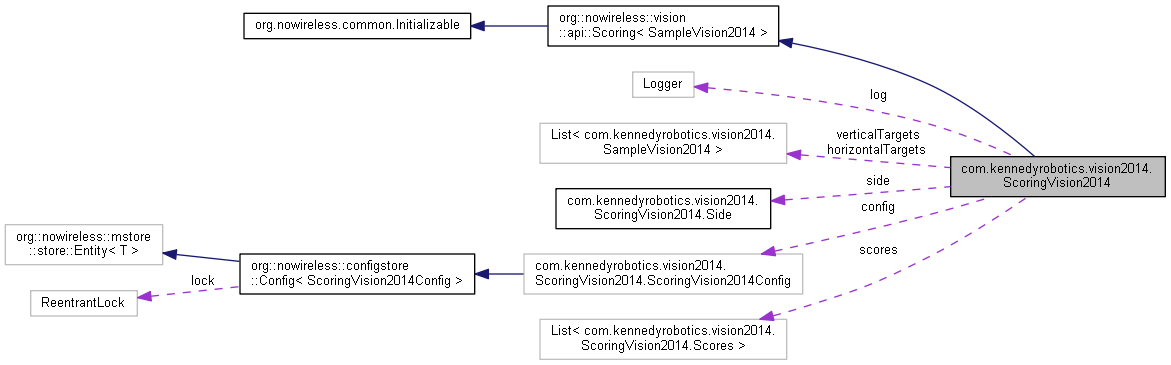 org.nowireless.common.Initializable
org::nowireless::vision
::api::Scoring< SampleVision2014 >
Logger
log
List< com.kennedyrobotics.vision2014.
SampleVision2014 >
verticalTargets
horizontalTargets
com.kennedyrobotics.vision2014.
ScoringVision2014
side
com.kennedyrobotics.vision2014.
ScoringVision2014.Side
config
org::nowireless::mstore
::store::Entity< T >
org::nowireless::configstore
::Config< ScoringVision2014Config >
com.kennedyrobotics.vision2014.
ScoringVision2014.ScoringVision2014Config
scores
lock
ReentrantLock
List< com.kennedyrobotics.vision2014.
ScoringVision2014.Scores >